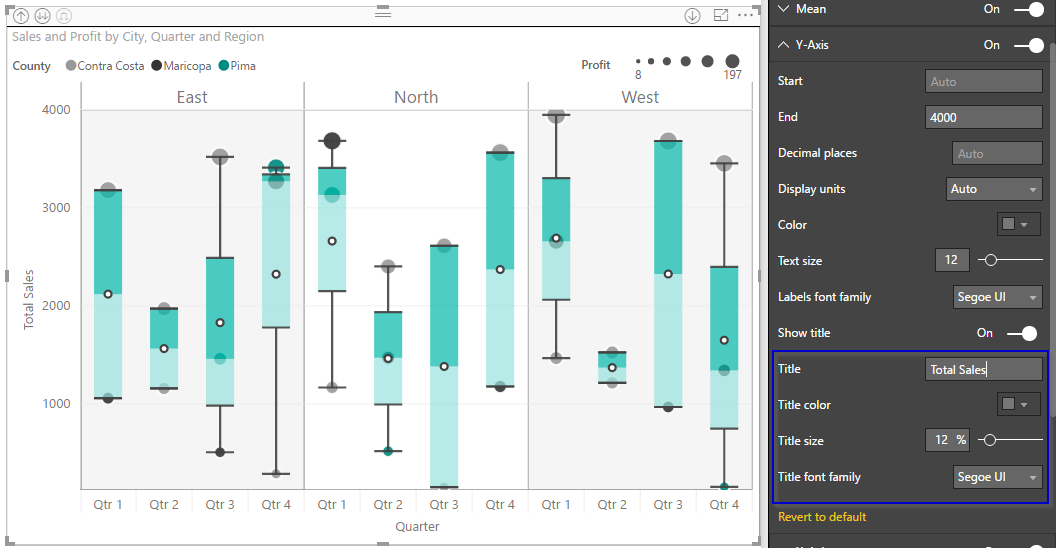 Sales and Profit by City, Quarter and Region
County Contra Costa Maricopa Pima
Profit
8 197
East North West
4000
3000
2000
1000
Total Sales
Qtr 1 Qtr 2 Qtr 3 Qtr 4 Qtr 1 Qtr 2 Qtr 3 Qtr 4 Qtr 1 Qtr 2 Qtr 3 Qtr 4
Quarter
Mean On
Y-Axis On
Start Auto
End 4000
Decimal places Auto
Display units Auto
Color
Text size 12
Labels font family Segoe UI
Show title On
Title Total Sales
Title color
Title size 12 %
Title font family Segoe UI
Revert to default